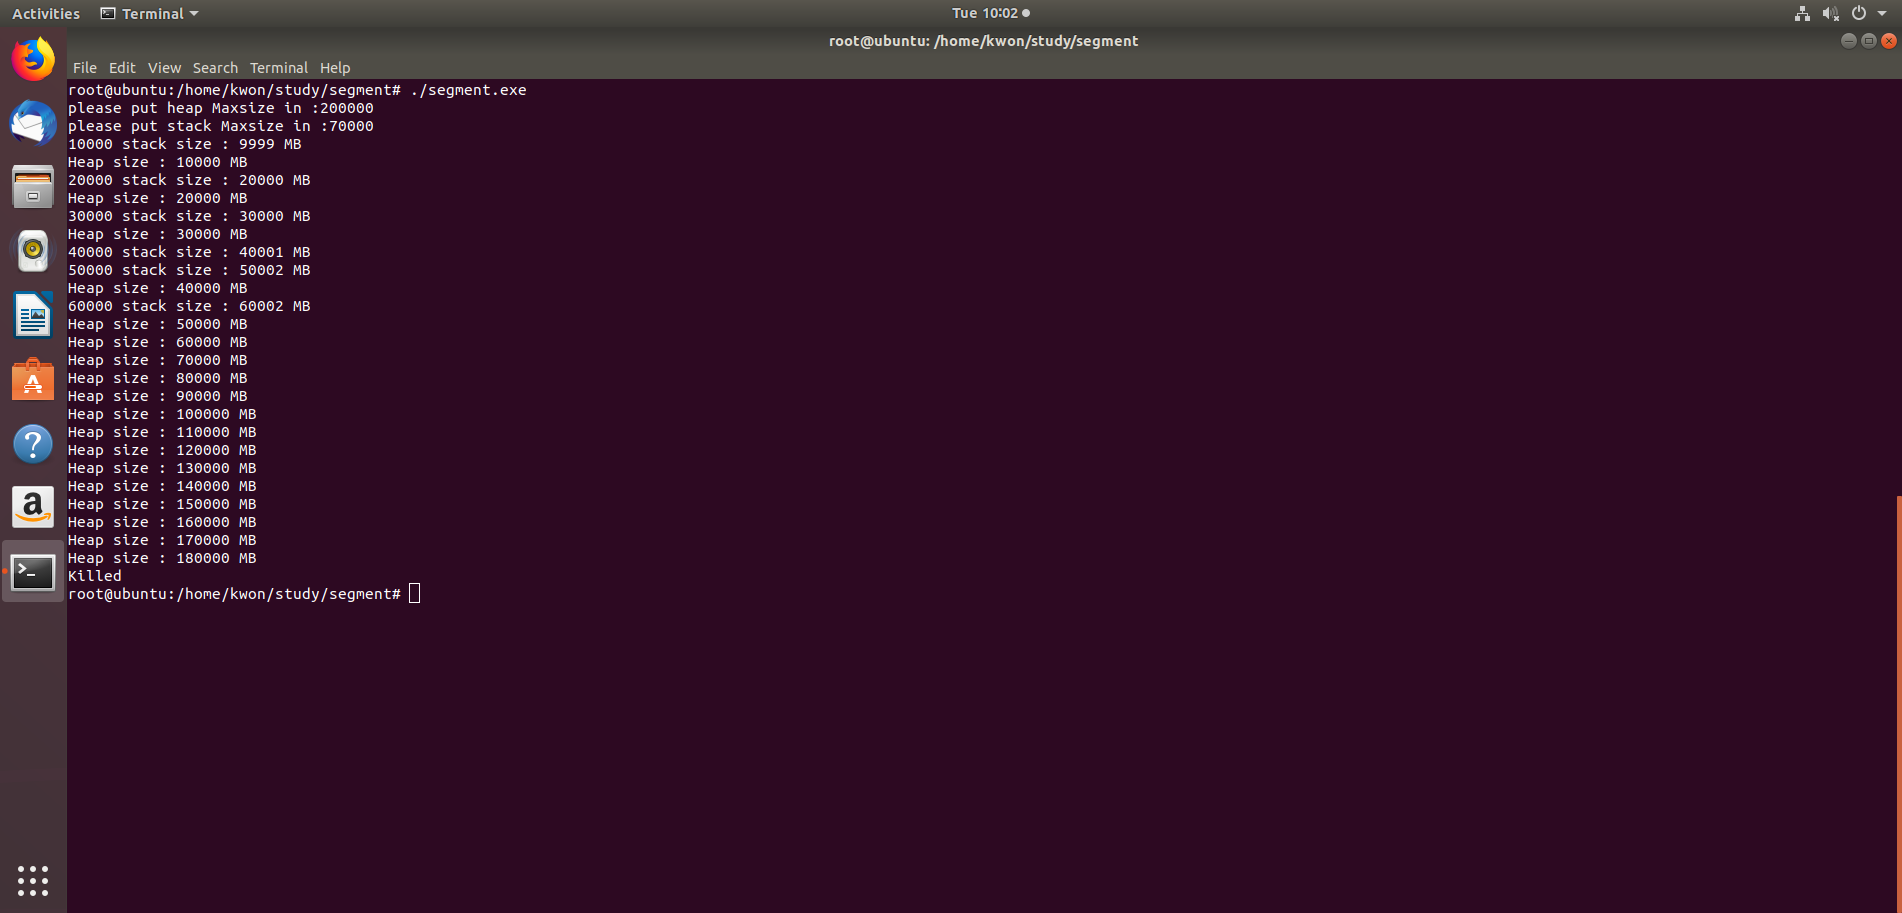 Activities Terminal Tue 10:02
root@ubuntu: /home/kwon/study/segment
File Edit View Search Terminal Help
root@ubuntu:/home/kwon/study/segment# ./segment.exe
please put heap Maxsize in :200000
please put stack Maxsize in :70000
10000 stack size : 9999 MB
Heap size : 10000 MB
20000 stack size : 20000 MB
Heap size : 20000 MB
30000 stack size : 30000 MB
Heap size : 30000 MB
40000 stack size : 40001 MB
50000 stack size : 50002 MB
Heap size : 40000 MB
60000 stack size : 60002 MB
Heap size : 50000 MB
Heap size : 60000 MB
Heap size : 70000 MB
Heap size : 80000 MB
Heap size : 90000 MB
Heap size : 100000 MB
Heap size : 110000 MB
Heap size : 120000 MB
Heap size : 130000 MB
Heap size : 140000 MB
Heap size : 150000 MB
Heap size : 160000 MB
Heap size : 170000 MB
Heap size : 180000 MB
Killed
root@ubuntu:/home/kwon/study/segment#